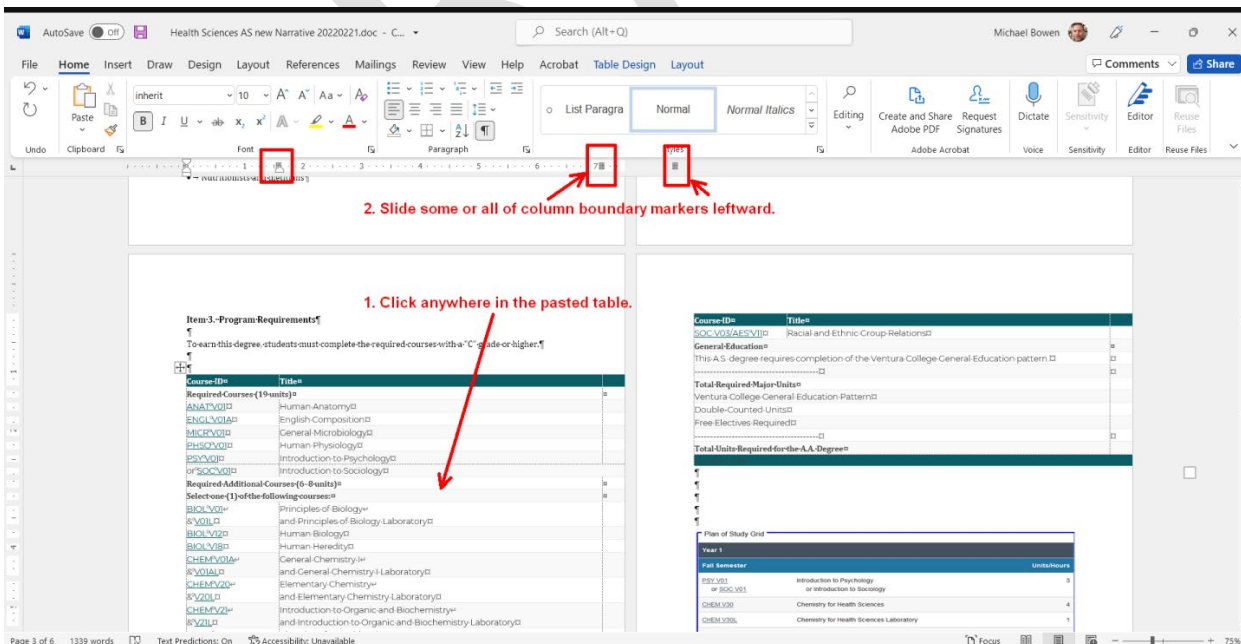 AutoSave Off Health Sciences AS new Narrative 20220221.doc - C... Search (Alt+Q) Michael Bowen
File Home Insert Draw Design Layout References Mailings Review View Help Acrobat Table Design Layout Comments Share
inherit 10 A^ A˅ Aa
Paste B I U ab x₂ x² A A
List Paragra Normal Normal Italics
Editing Create and Share Adobe PDF Request Signatures Dictate Sensitivity Editor Reuse Files
Undo Clipboard Font Paragraph Styles Adobe Acrobat Voice Sensitivity Editor Reuse Files
1 2 3 4 5 6 7
Nutritionists·and·dietitians¶
2. Slide some or all of column boundary markers leftward.
1. Click anywhere in the pasted table.
Item·3.·Program·Requirements¶
¶
To·earn·this·degree,·students·must·complete·the·required·courses·with·a·"C"·grade·or·higher.¶
¶
¶
Course·ID¤ Title¤
Required·Courses·(19·units)¤
ANAT°V01¤ Human·Anatomy¤
ENGL°V01A¤ English·Composition¤
MICR°V01¤ General·Microbiology¤
PHSO°V01¤ Human·Physiology¤
PSY°V01¤ Introduction·to·Psychology¤
or°SOC°V01¤ Introduction·to·Sociology¤
Required·Additional·Courses·(6-8·units)¤
Select·one·(1)·of·the·following·courses:¤
BIOL°V01↵ Principles·of·Biology↵
&°V01L¤ and·Principles·of·Biology·Laboratory¤
BIOL°V12¤ Human·Biology¤
BIOL°V18¤ Human·Heredity¤
CHEM°V01A↵ General·Chemistry·I↵
&°V01AL¤ and·General·Chemistry·I·Laboratory¤
CHEM°V20↵ Elementary·Chemistry↵
&°V20L¤ and·Elementary·Chemistry·Laboratory¤
CHEM°V21↵ Introduction·to·Organic·and·Biochemistry↵
&°V21L¤ and·Introduction·to·Organic·and·Biochemistry·Laboratory¤
Course·ID¤ Title¤
SOC°V03/AES°V11¤ Racial·and·Ethnic·Group·Relations¤
General·Education¤
This·A.S.·degree·requires·completion·of·the·Ventura·College·General·Education·pattern.¤
----------------------------------------¤
Total·Required·Major·Units¤
Ventura·College·General·Education·Pattern¤
Double-Counted·Units¤
Free·Electives·Required¤
----------------------------------------¤
Total·Units·Required·for·the·A.A.·Degree¤
¶
¶
¶
¶
¶
Plan of Study Grid
Year 1
Fall Semester Units/Hours
PSY V01 Introduction to Psychology 3
or SOC V01 or Introduction to Sociology
CHEM V30 Chemistry for Health Sciences 4
CHEM V30L Chemistry for Health Sciences Laboratory 1
Page 3 of 6 1339 words Text Predictions: On Accessibility: Unavailable Focus 75%